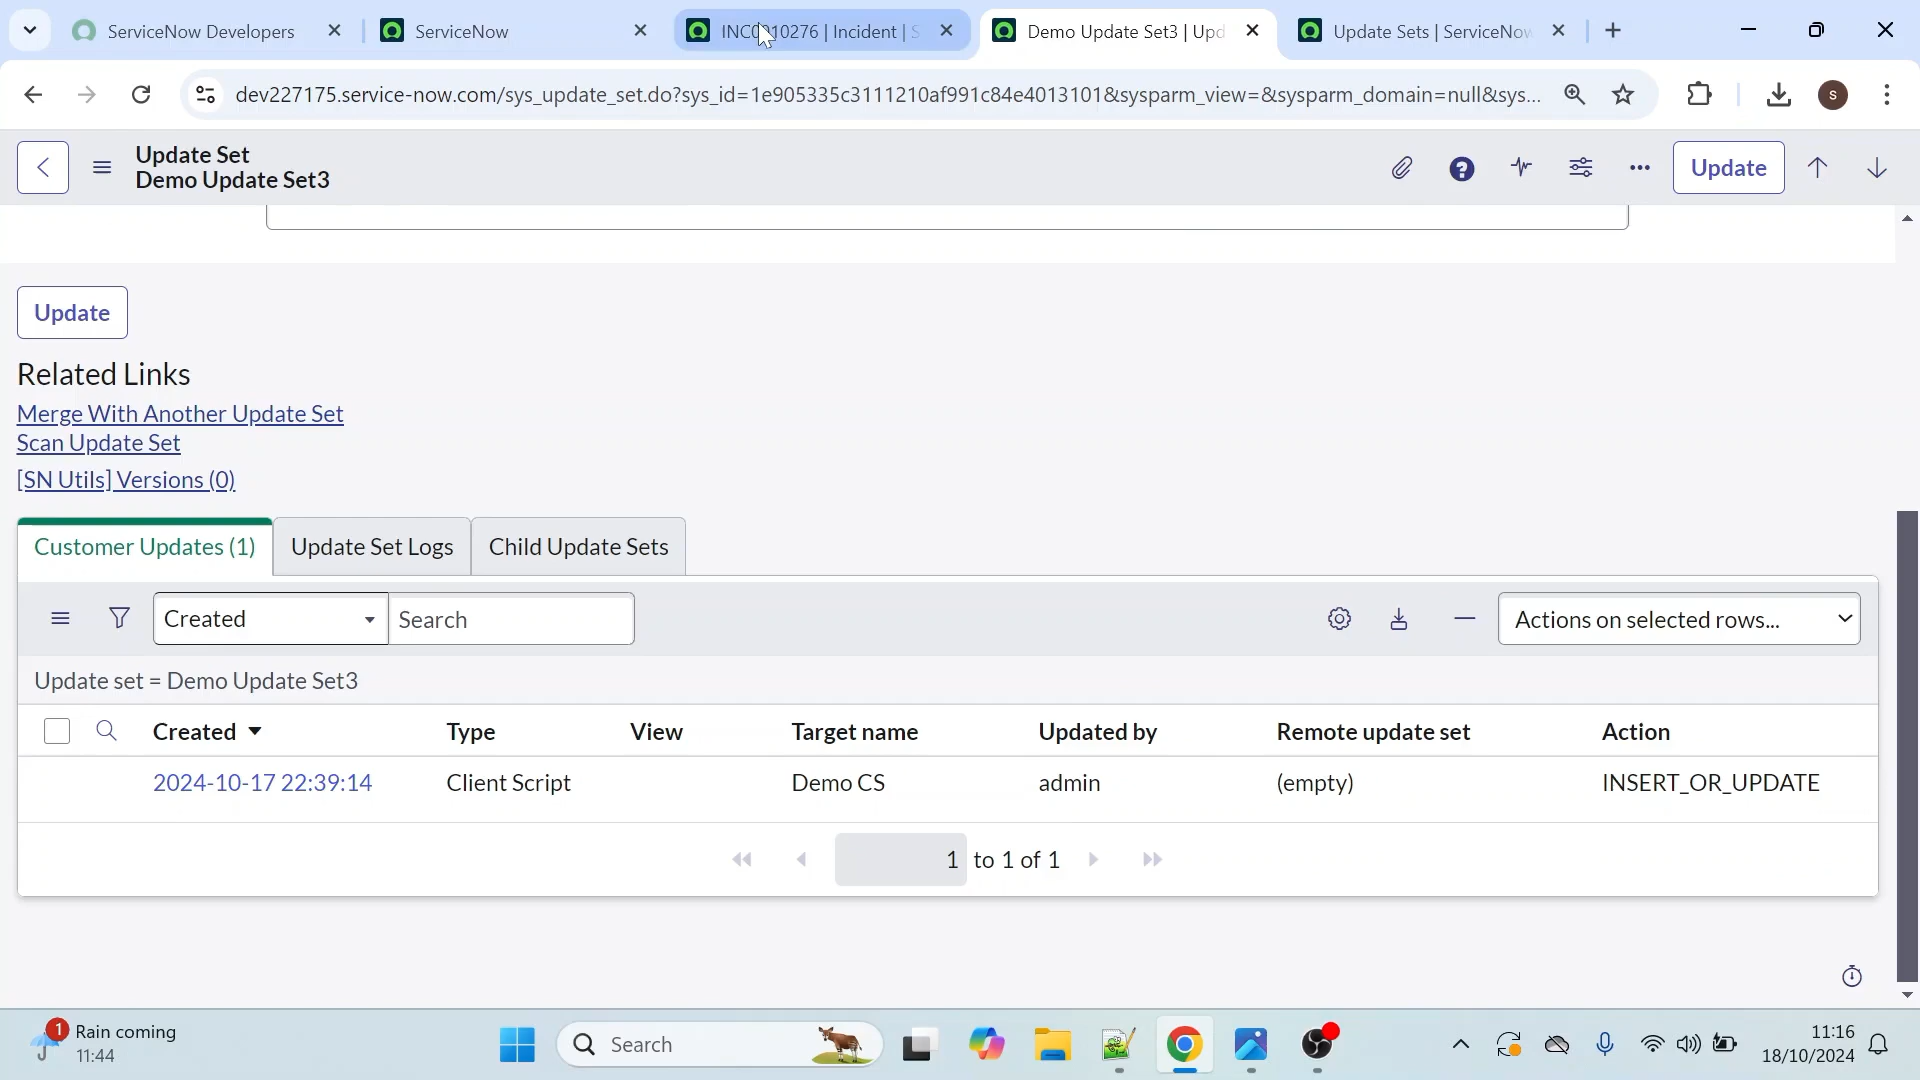 ServiceNow Developers
ServiceNow
INC0010276 | Incident | S
Demo Update Set3 | Upd
Update Sets | ServiceNow
dev227175.service-now.com/sys_update_set.do?sys_id=1e905335c3111210af991c84e4013101&sysparm_view=&sysparm_domain=null&sys...
S
Update Set
Demo Update Set3
Update
Update
Related Links
Merge With Another Update Set
Scan Update Set
[SN Utils] Versions (0)
Customer Updates (1)
Update Set Logs
Child Update Sets
Created
Search
Actions on selected rows...
Update set = Demo Update Set3
Created
Type
View
Target name
Updated by
Remote update set
Action
2024-10-17 22:39:14
Client Script
Demo CS
admin
(empty)
INSERT_OR_UPDATE
1 to 1 of 1
1
Rain coming
11:44
Search
11:16
18/10/2024